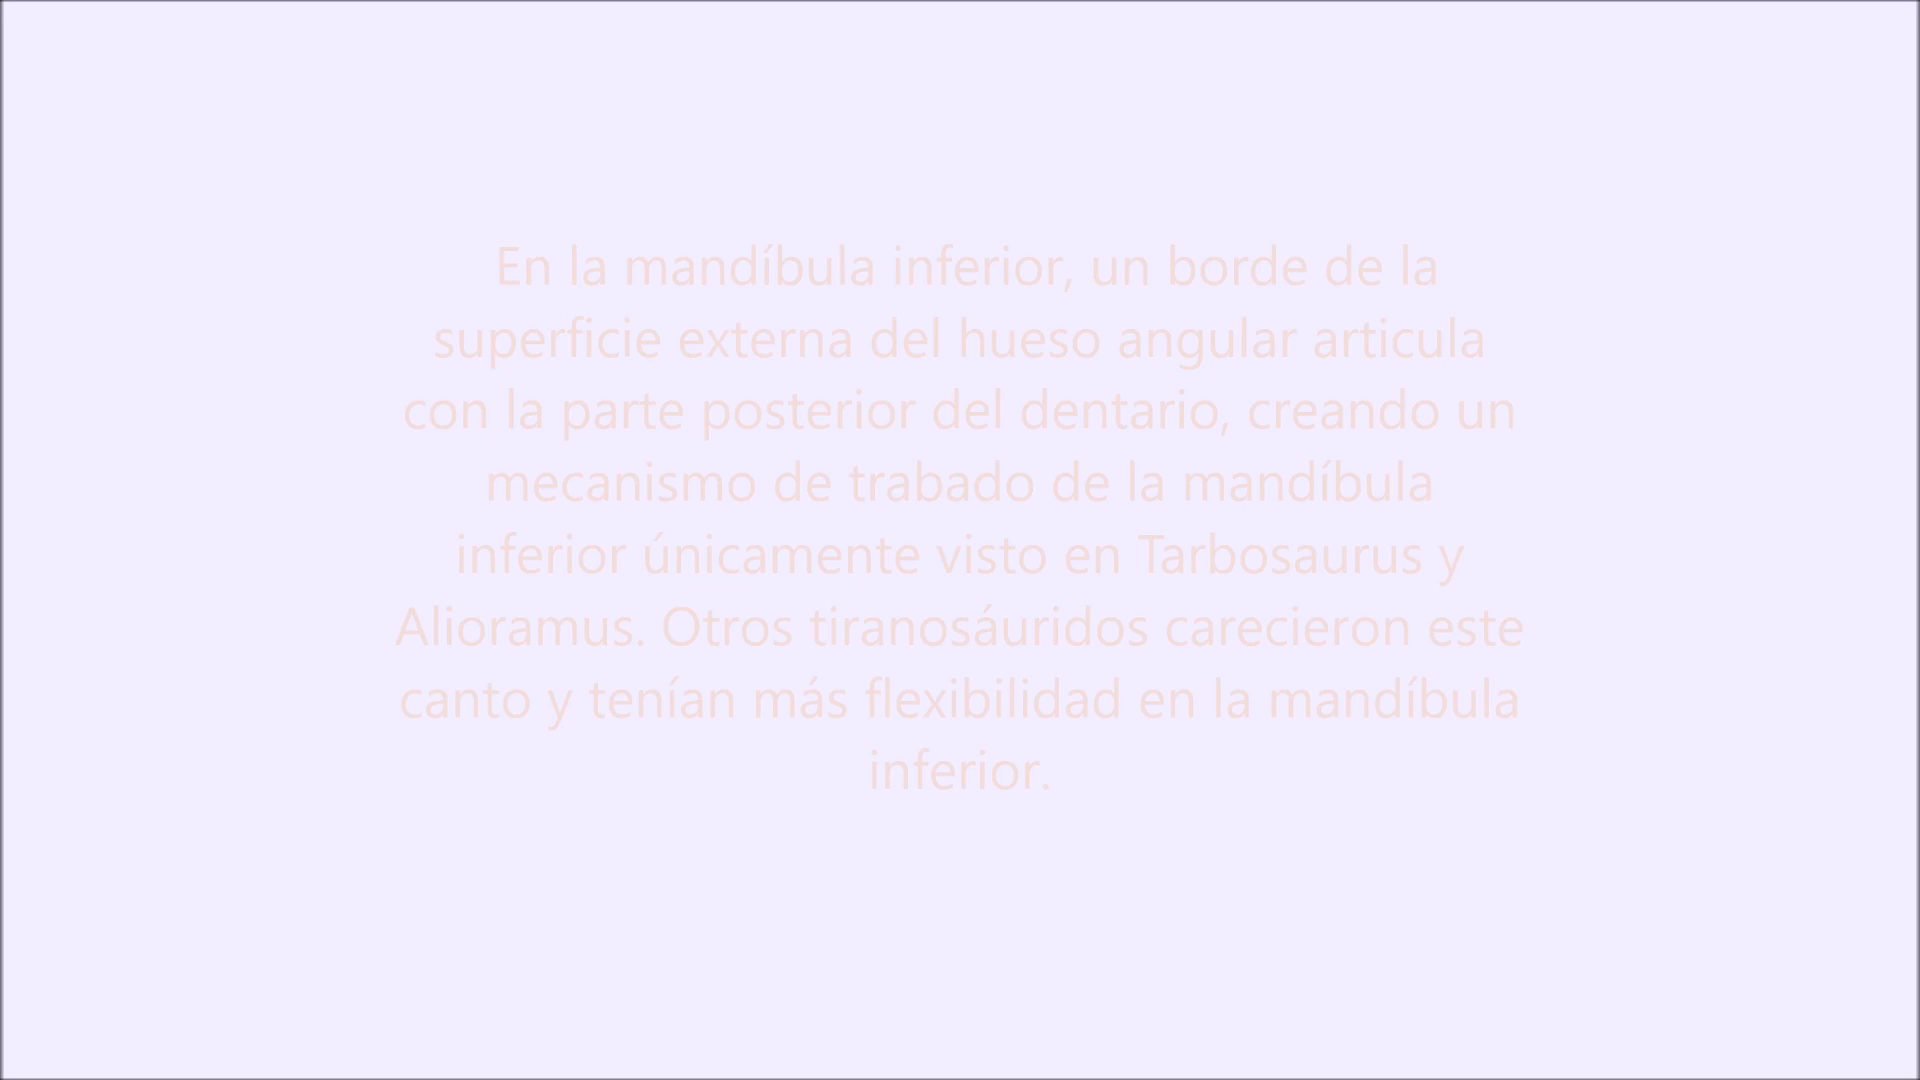 En la mandíbula inferior, un borde de la
superficie externa del hueso angular articula
con la parte posterior del dentario, creando un
mecanismo de trabado de la mandíbula
inferior únicamente visto en Tarbosaurus y
Alioramus. Otros tiranosáuridos carecieron este
canto y tenían más flexibilidad en la mandíbula
inferior.